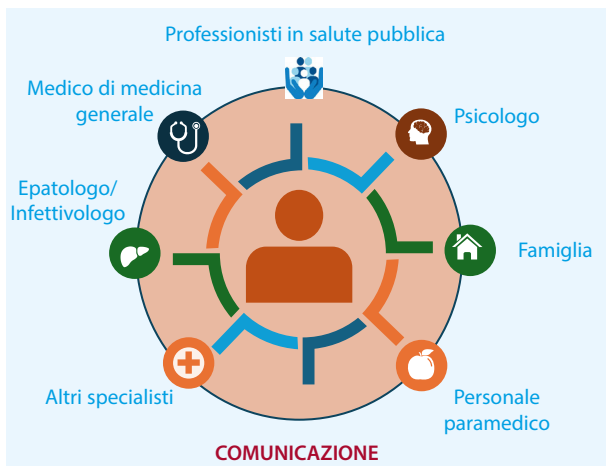 Professionisti in salute pubblica
Medico di medicina
generale
Psicologo
Epatologo/
Infettivologo
Famiglia
Altri specialisti
Personale
paramedico
COMUNICAZIONE